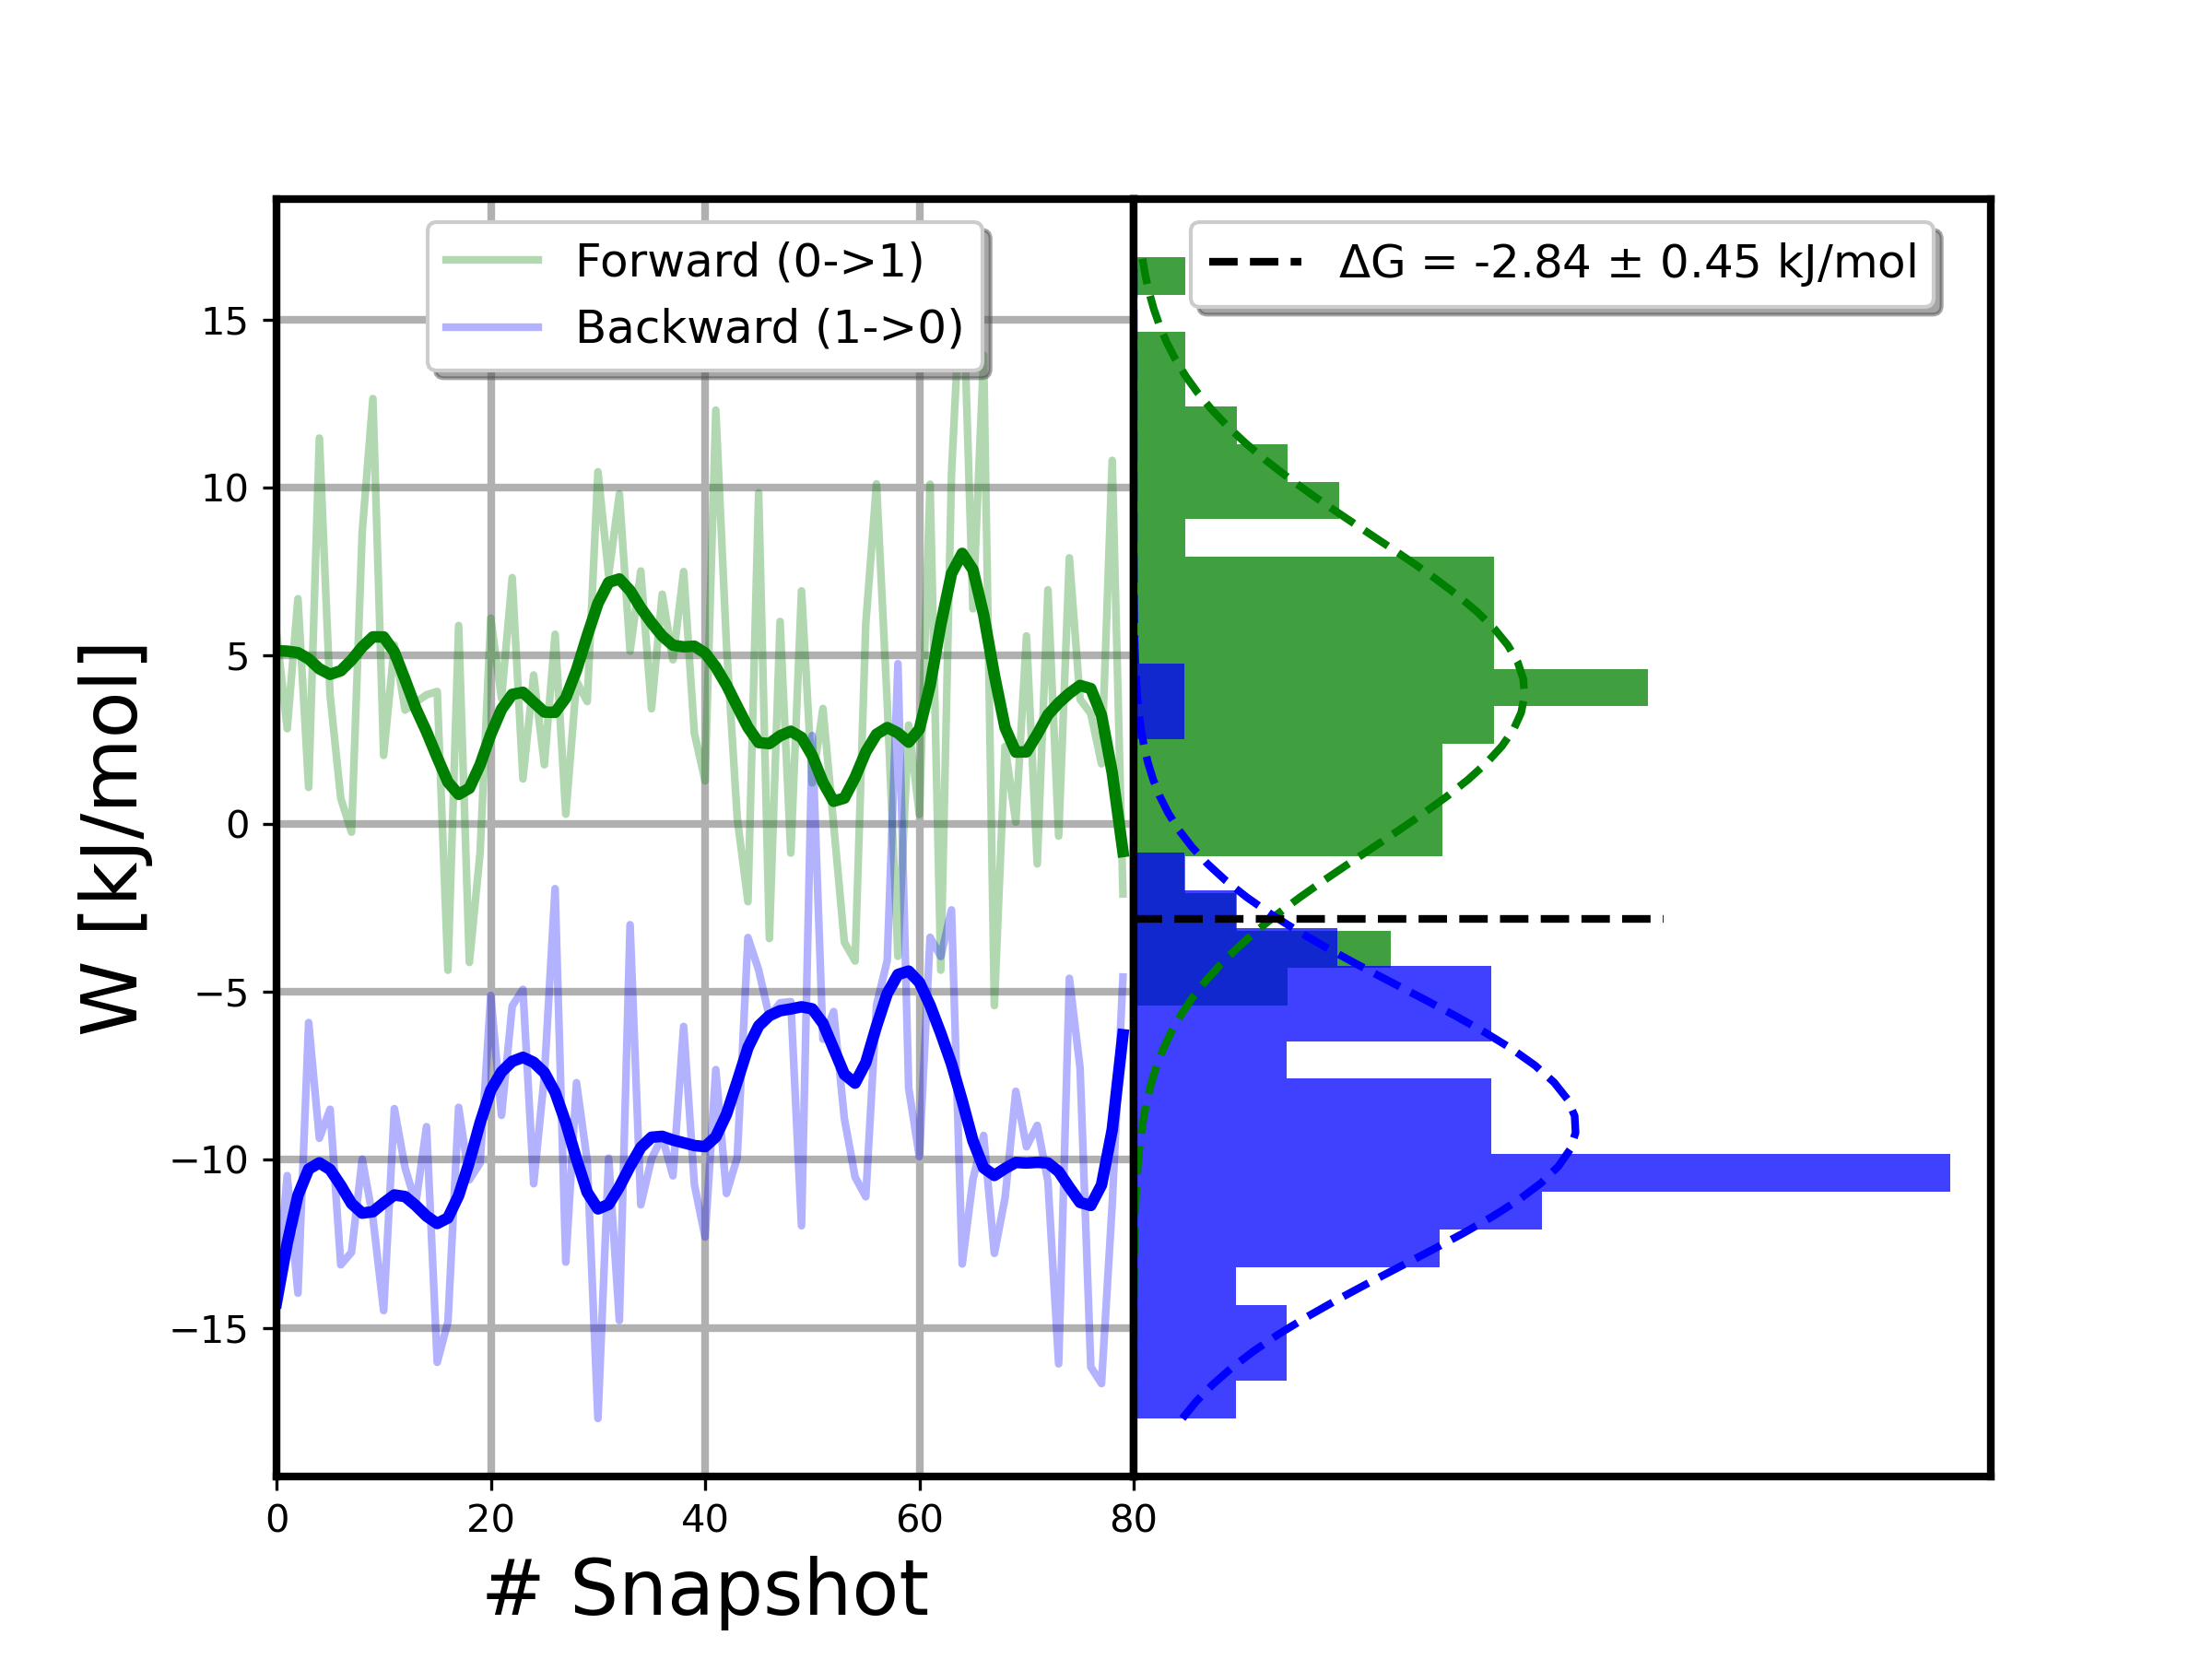 Forward (0->1)
Backward (1->0)
ΔG = -2.84 ± 0.45 kJ/mol
W [kJ/mol]
15
10
5
0
−5
−10
−15
0 20 40 60 80
# Snapshot